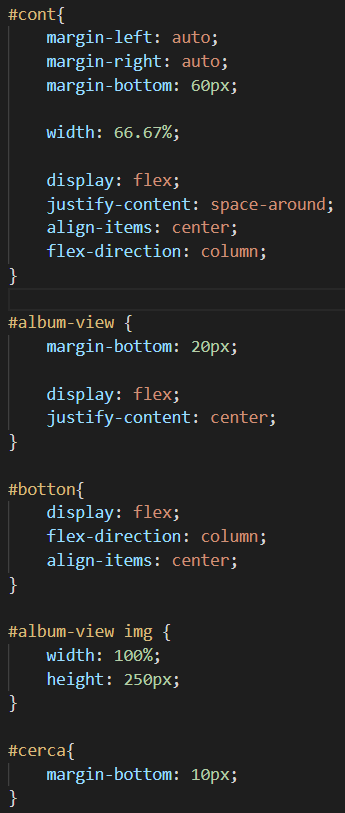 #cont{
    margin-left: auto;
    margin-right: auto;
    margin-bottom: 60px;

    width: 66.67%;

    display: flex;
    justify-content: space-around;
    align-items: center;
    flex-direction: column;
}

#album-view {
    margin-bottom: 20px;

    display: flex;
    justify-content: center;
}

#botton{
    display: flex;
    flex-direction: column;
    align-items: center;
}

#album-view img {
    width: 100%;
    height: 250px;
}

#cerca{
    margin-bottom: 10px;
}